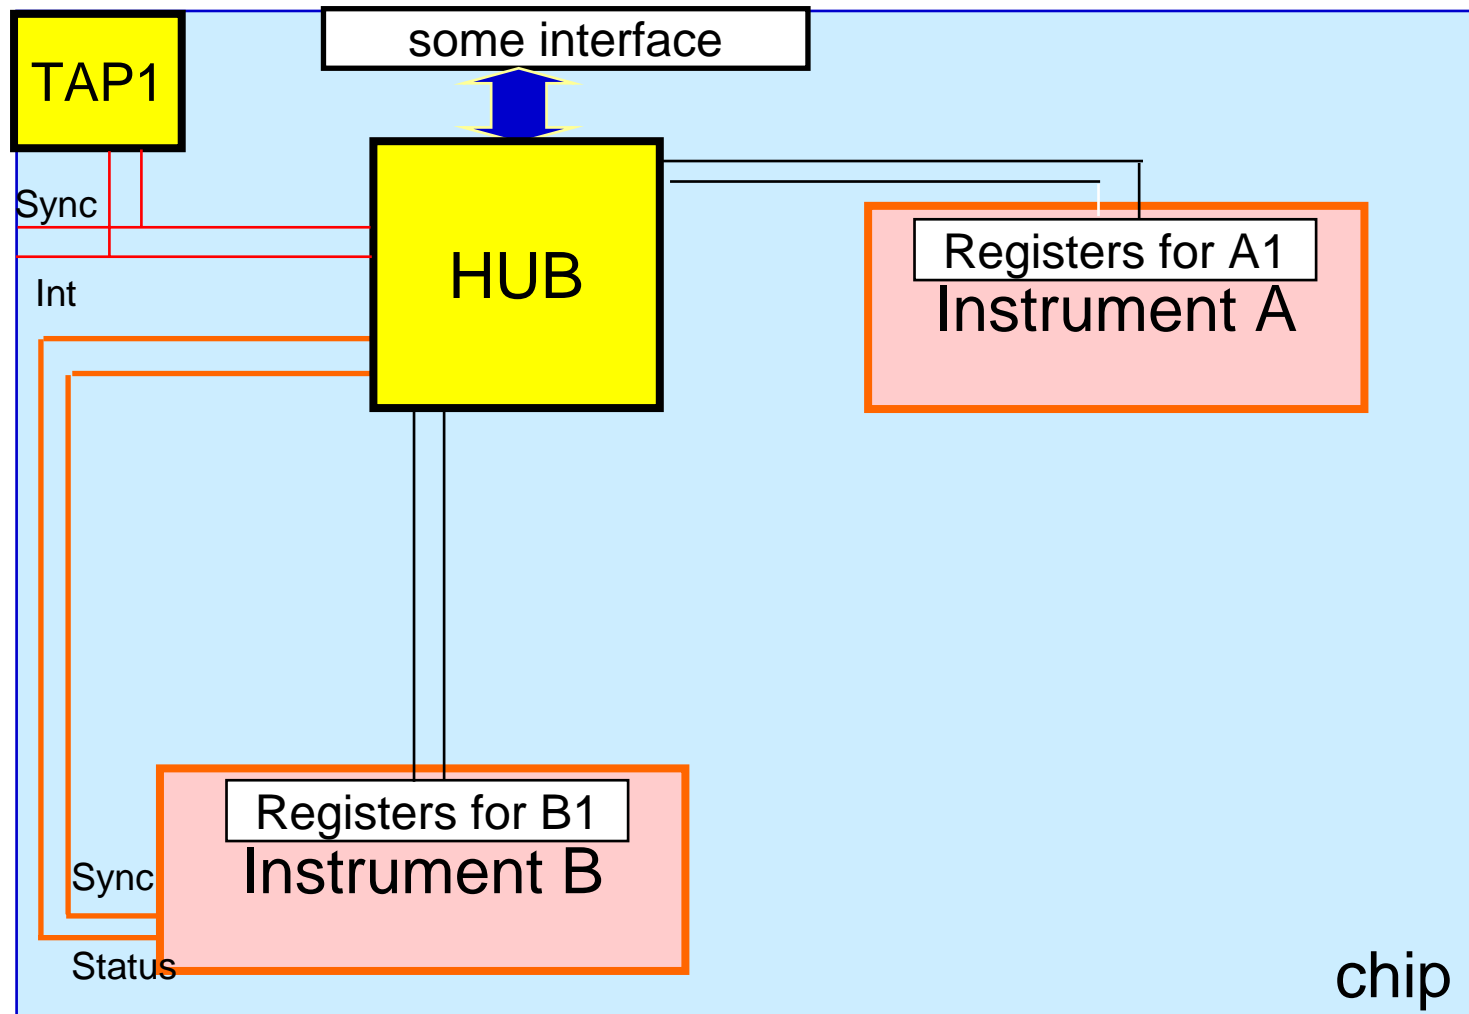 some interface
TAP1
Sync
HUB
Registers for A1
Instrument A
Int
Registers for B1
Instrument B
Sync
Status
chip